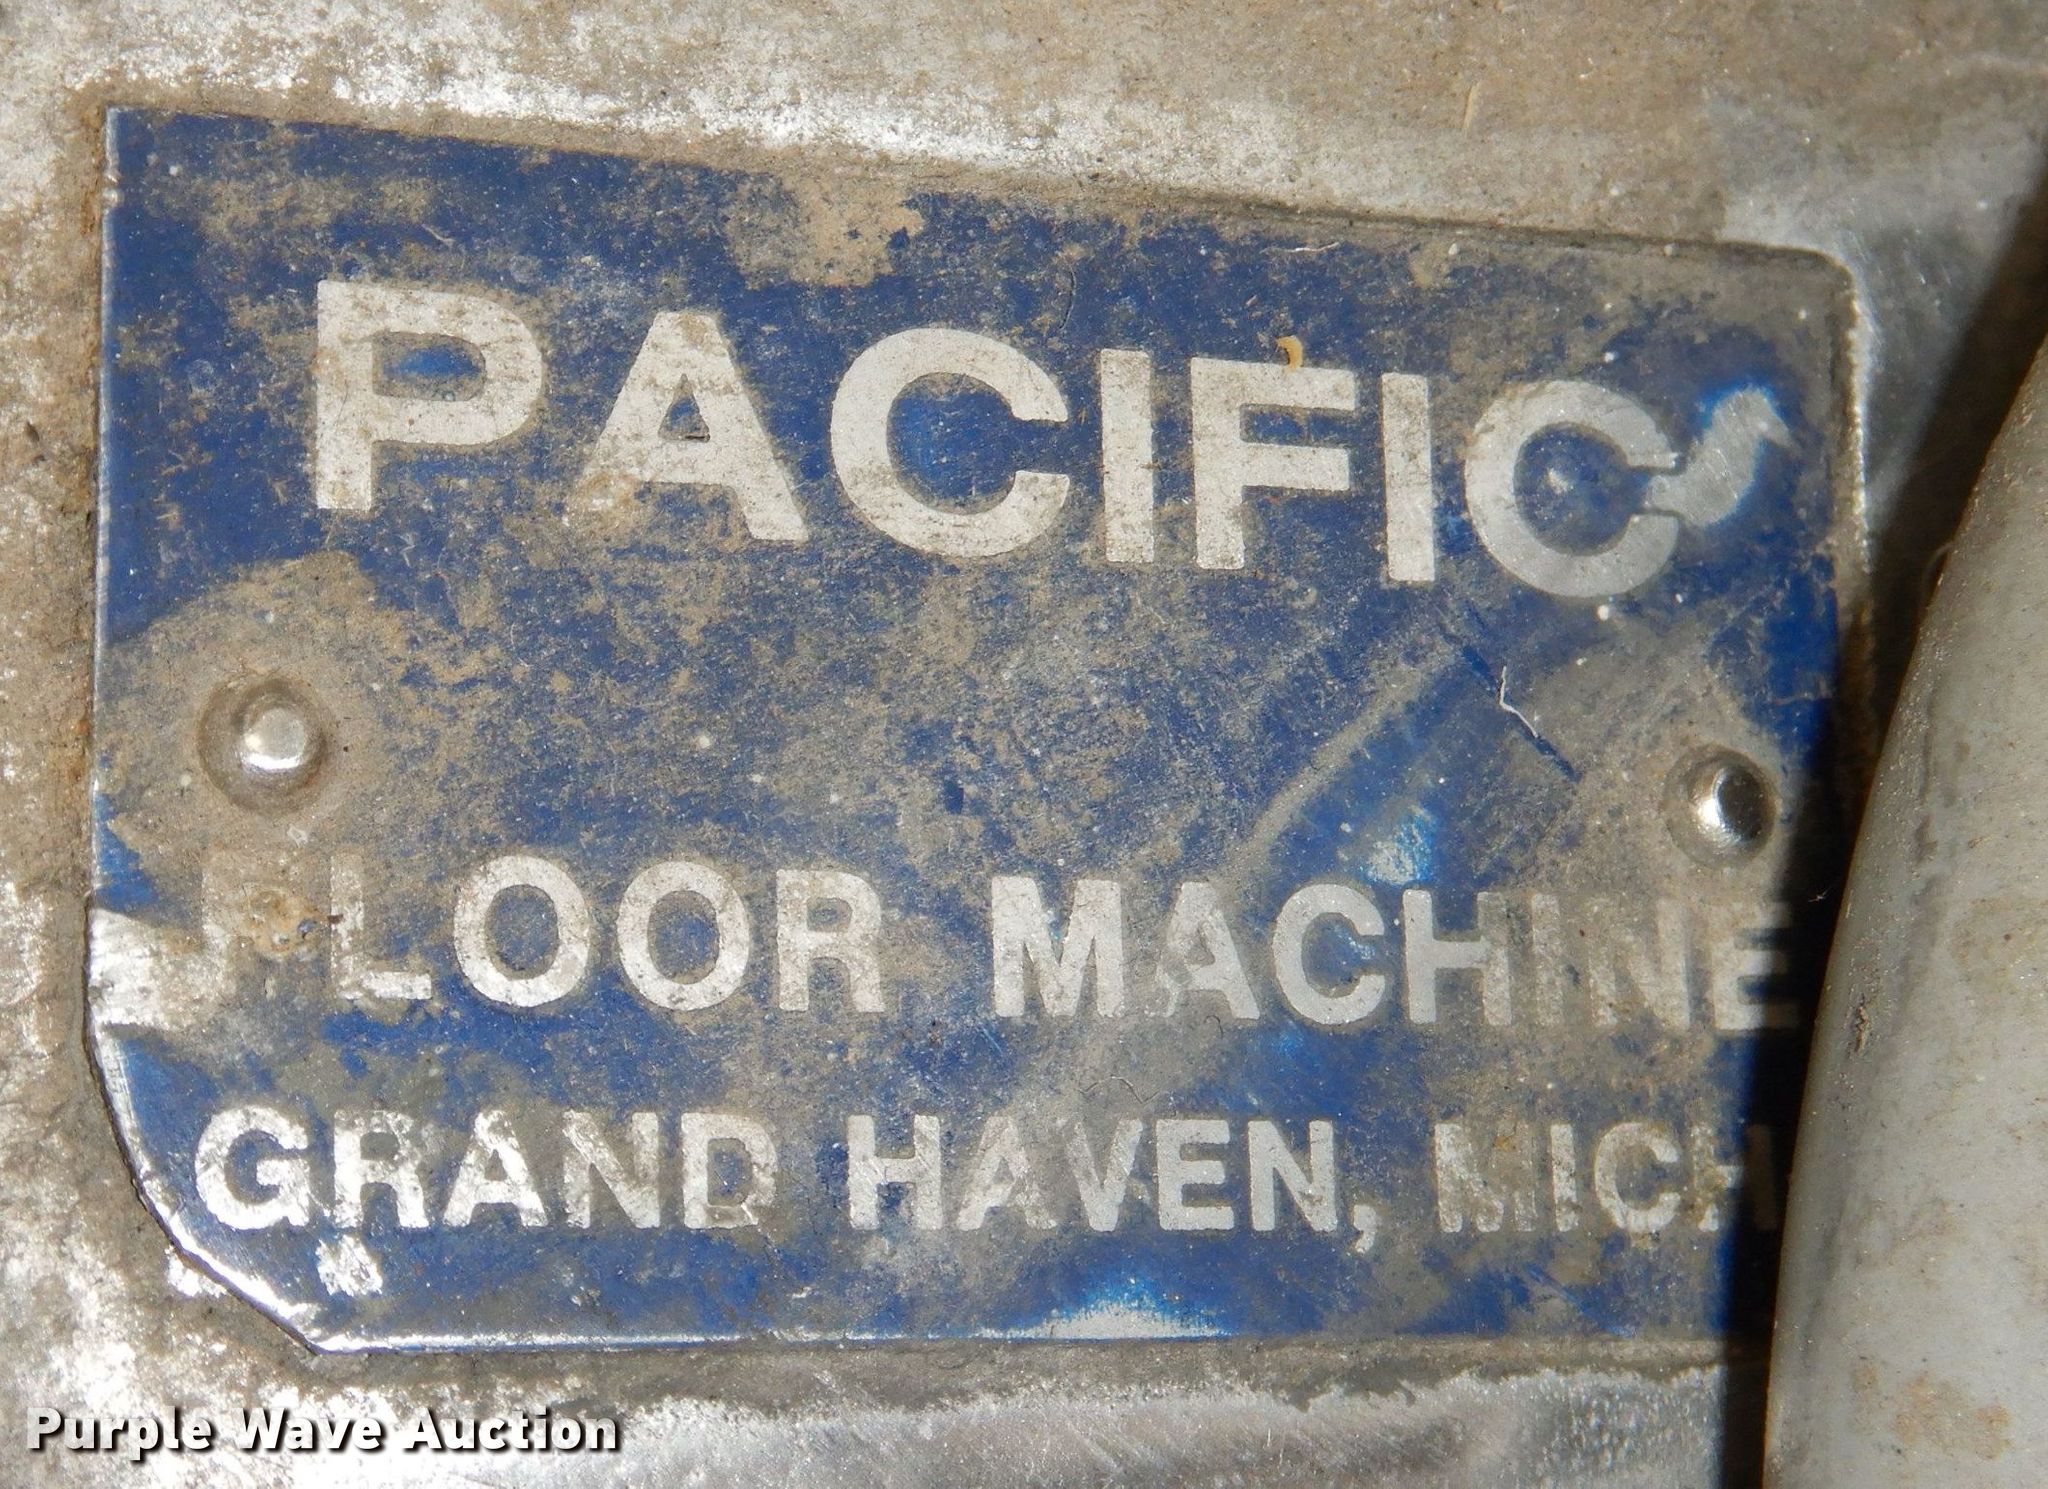 PACIFIC
FLOOR MACHINE
GRAND HAVEN, MICH
Purple Wave Auction